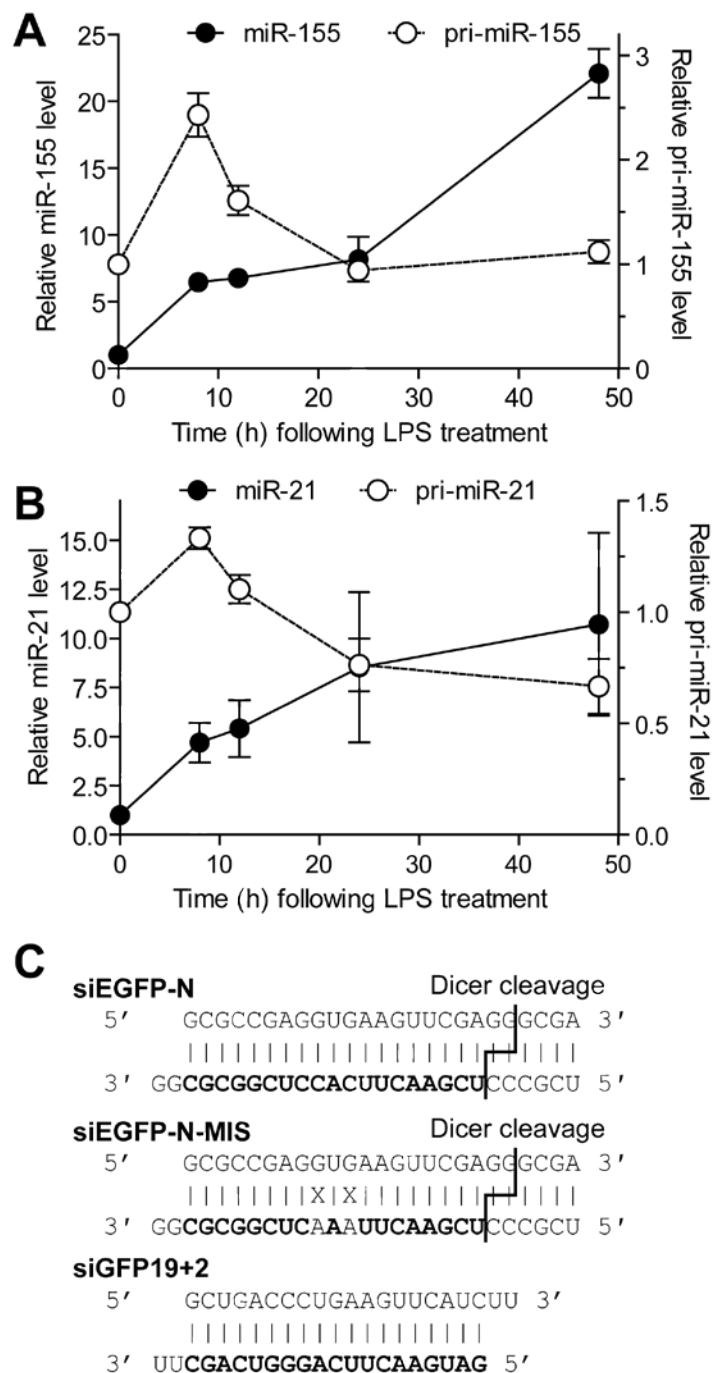 A
miR-155 pri-miR-155
Relative miR-155 level
25
20
15
10
5
0
Relative pri-miR-155 level
3
2
1
0
0 10 20 30 40 50
Time (h) following LPS treatment
B
miR-21 pri-miR-21
Relative miR-21 level
15.0
12.5
10.0
7.5
5.0
2.5
0.0
Relative pri-miR-21 level
1.5
1.0
0.5
0.0
0 10 20 30 40 50
Time (h) following LPS treatment
C
siEGFP-N Dicer cleavage
5′ GCGCCGAGGUGAAGUUCGAGGGCGA 3′
3′ GGCGCGGCUCCACUUCAAGCUCCCGCU 5′
siEGFP-N-MIS Dicer cleavage
5′ GCGCCGAGGUGAAGUUCGAGGGCGA 3′
X X
3′ GGCGCGGCUCAAAUUCAAGCUCCCGCU 5′
siGFP19+2
5′ GCUGACCCUGAAGUUCAUCUU 3′
3′ UUCGACUGGGACUUCAAGUAG 5′